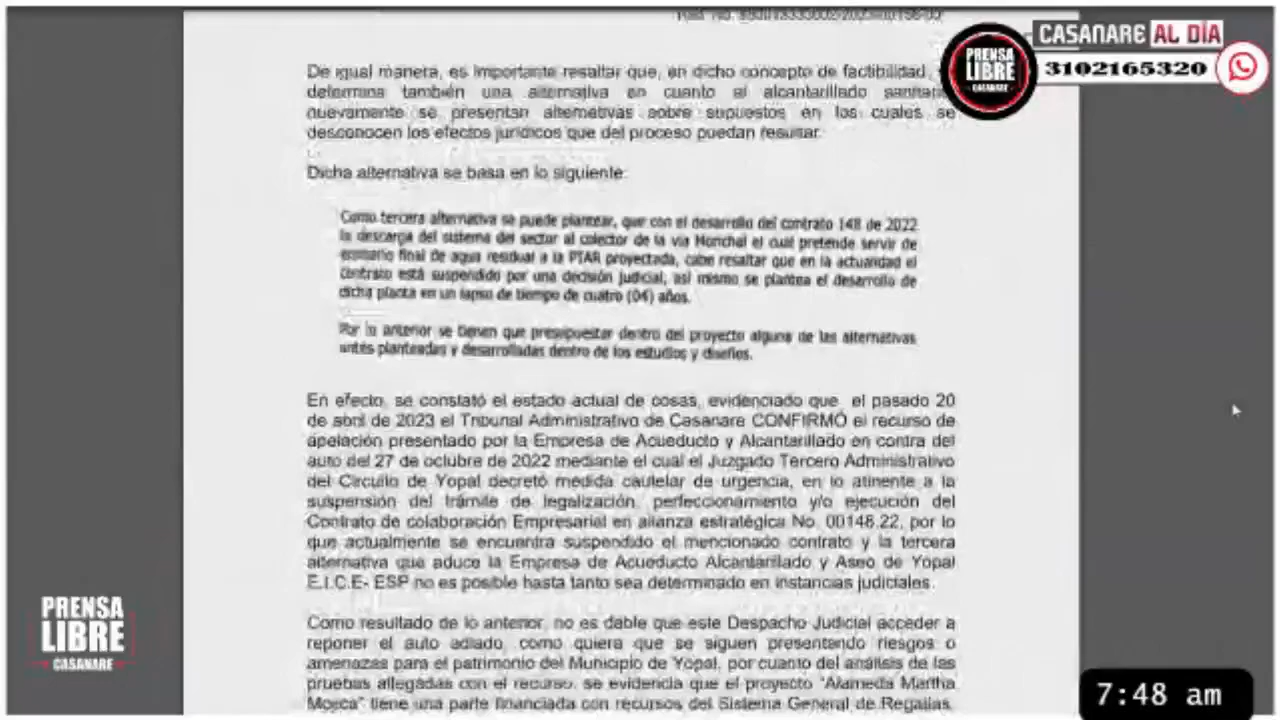 CASANARE AL DÍA
PRENSA
LIBRE
CASANARE
3102165320
De igual manera, es importante resaltar que, en dicho concepto de factibilidad,
determina también una alternativa en cuanto al alcantarillado
nuevamente se presentan alternativas sobre supuestos en los cuales se
desconocen los efectos jurídicos que del proceso puedan resultar.
Dicha alternativa se basa en lo siguiente:
Como tercera alternativa se puede plantear, que con el desarrollo del contrato 148 de 2022
la descarga del sistema del sector al colector de la via Morichal el cual pretende servir de
emisario final de agua residual a la PTAR proyectada, cabe resaltar que en la actualidad el
contrato está suspendido por una decisión judicial, así mismo se plantea el desarrollo de
dicha planta en un lapso de tiempo de cuatro (04) años.
Por lo anterior se tienen que presupuestar dentro del proyecto alguna de las alternativas
antes planteadas y desarrolladas dentro de los estudios y diseños.
En efecto, se constató el estado actual de cosas, evidenciado que el pasado 20
de abril de 2023 el Tribunal Administrativo de Casanare CONFIRMÓ el recurso de
apelación presentado por la Empresa de Acueducto y Alcantarillado en contra del
auto del 27 de octubre de 2022 mediante el cual el Juzgado Tercero Administrativo
del Circuito de Yopal decretó medida cautelar de urgencia, en lo atinente a la
suspensión del trámite de legalización, perfeccionamiento y/o ejecución del
Contrato de colaboración Empresarial en alianza estratégica No. 00148.22, por lo
que actualmente se encuentra suspendido el mencionado contrato y la tercera
alternativa que aduce la Empresa de Acueducto Alcantarillado y Aseo de Yopal
E.I.C.E- ESP no es posible hasta tanto sea determinado en instancias judiciales.
Como resultado de lo anterior, no es dable que este Despacho Judicial acceder a
reponer el auto adiado, como quiera que se siguen presentando riesgos o
amenazas para el patrimonio del Municipio de Yopal, por cuanto del análisis de las
pruebas allegadas con el recurso, se evidencia que el proyecto "Alameda Martha
Mojica" tiene una parte financiada con recursos del Sistema General de Regalías,
PRENSA
LIBRE
CASANARE
7:48 am